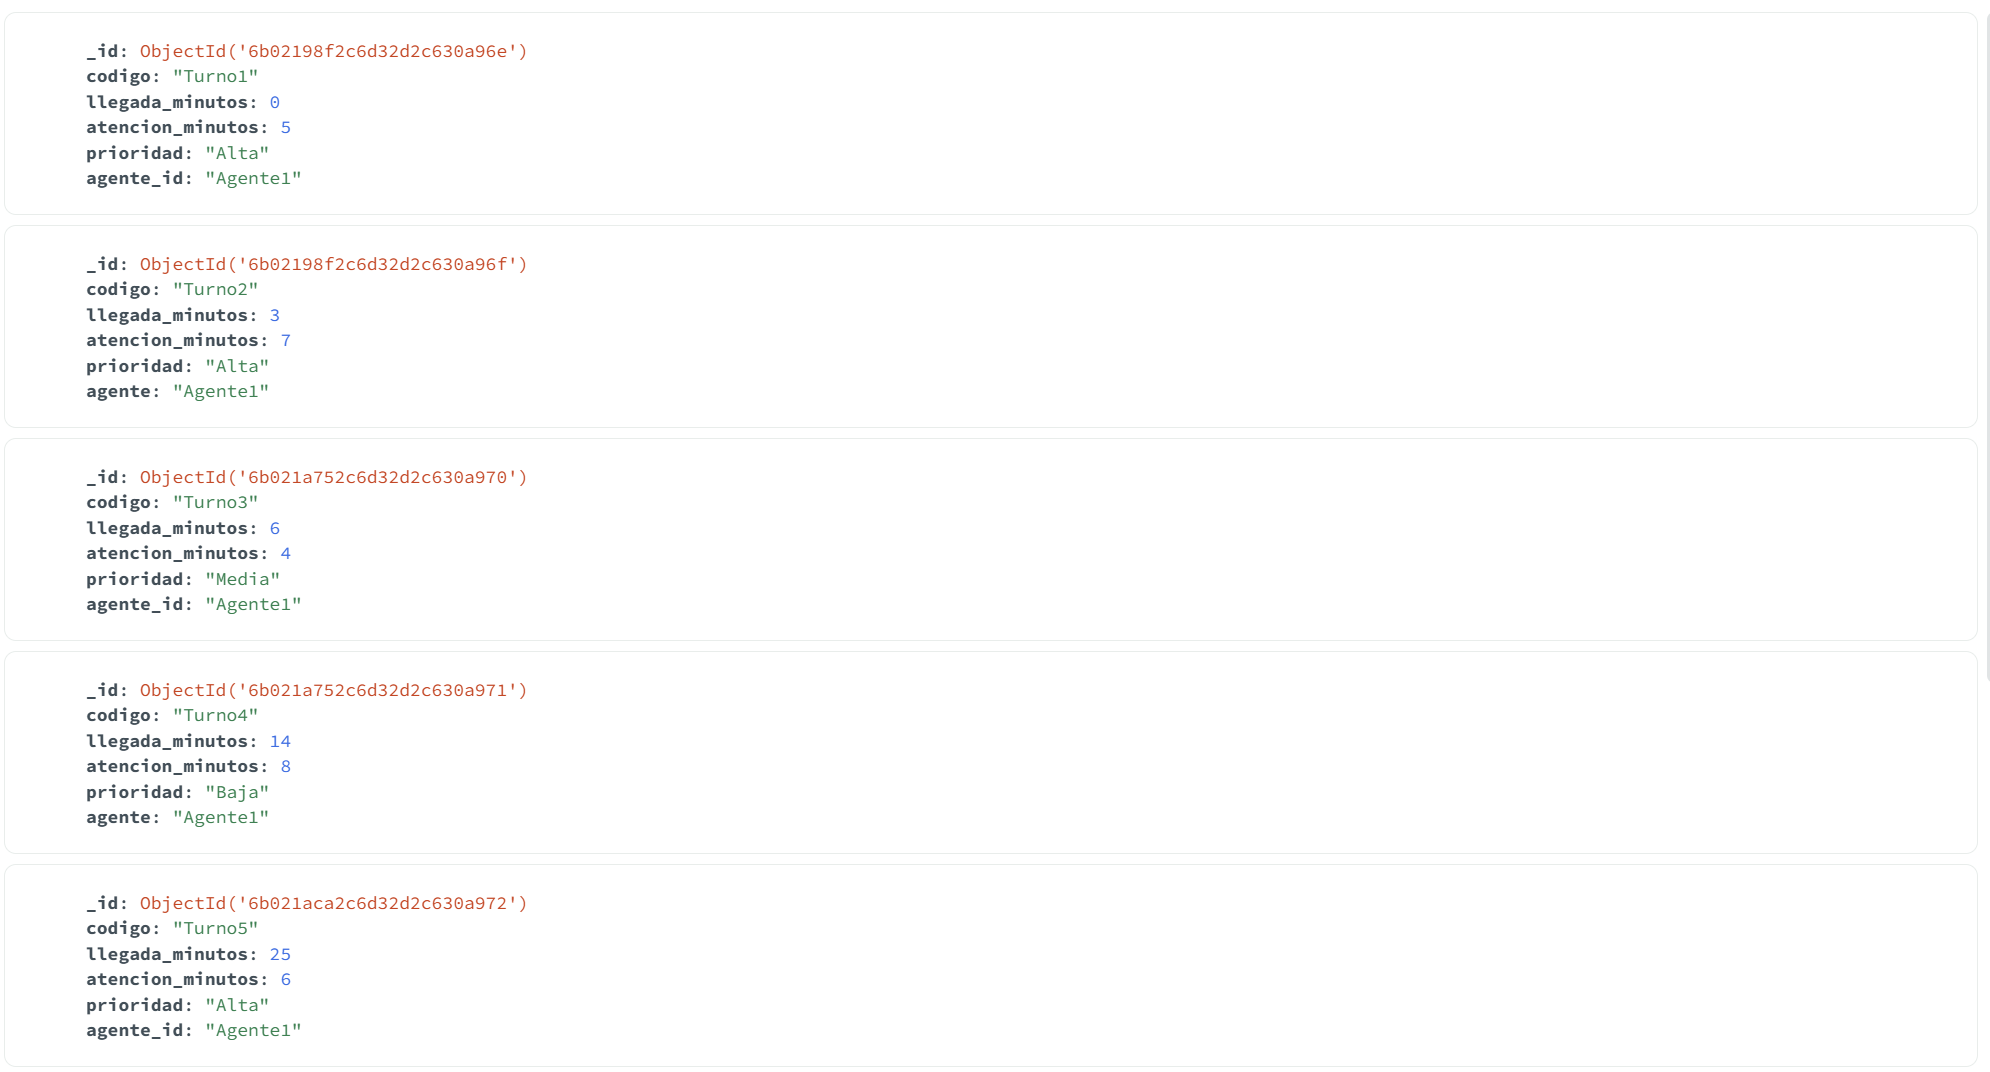 _id: ObjectId('6b02198f2c6d32d2c630a96e')
codigo: "Turno1"
llegada_minutos: 0
atencion_minutos: 5
prioridad: "Alta"
agente_id: "Agente1"
_id: ObjectId('6b02198f2c6d32d2c630a96f')
codigo: "Turno2"
llegada_minutos: 3
atencion_minutos: 7
prioridad: "Alta"
agente: "Agente1"
_id: ObjectId('6b021a752c6d32d2c630a970')
codigo: "Turno3"
llegada_minutos: 6
atencion_minutos: 4
prioridad: "Media"
agente_id: "Agente1"
_id: ObjectId('6b021a752c6d32d2c630a971')
codigo: "Turno4"
llegada_minutos: 14
atencion_minutos: 8
prioridad: "Baja"
agente: "Agente1"
_id: ObjectId('6b021aca2c6d32d2c630a972')
codigo: "Turno5"
llegada_minutos: 25
atencion_minutos: 6
prioridad: "Alta"
agente_id: "Agente1"